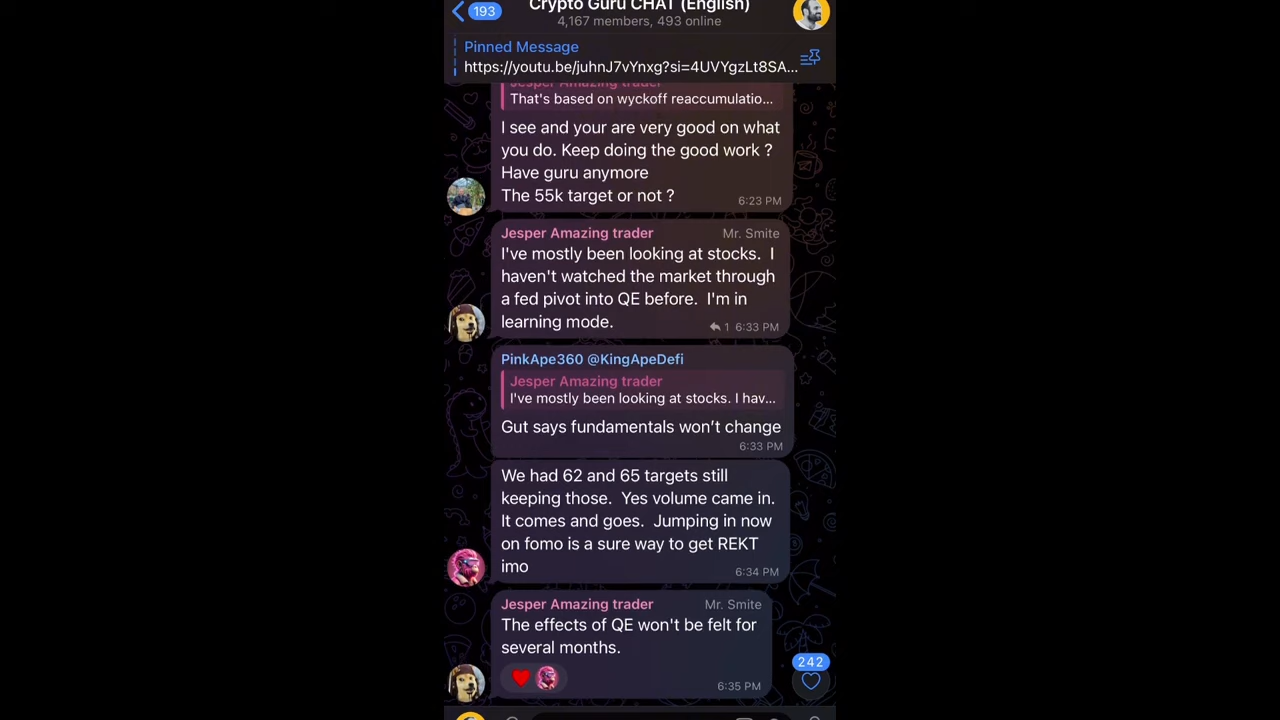 193
Crypto Guru CHAT (English)
4,167 members, 493 online
Pinned Message
https://youtu.be/juhnJ7vYnxg?si=4UVYgzLt8SA...
Jesper Amazing trader
That's based on wyckoff reaccumulatio...
I see and your are very good on what
you do. Keep doing the good work ?
Have guru anymore
The 55k target or not ?
6:23 PM
Jesper Amazing trader Mr. Smite
I've mostly been looking at stocks. I
haven't watched the market through
a fed pivot into QE before. I'm in
learning mode.
1 6:33 PM
PinkApe360 @KingApeDefi
Jesper Amazing trader
I've mostly been looking at stocks. I hav...
Gut says fundamentals won’t change
6:33 PM
We had 62 and 65 targets still
keeping those. Yes volume came in.
It comes and goes. Jumping in now
on fomo is a sure way to get REKT
imo
6:34 PM
Jesper Amazing trader Mr. Smite
The effects of QE won't be felt for
several months.
242
6:35 PM